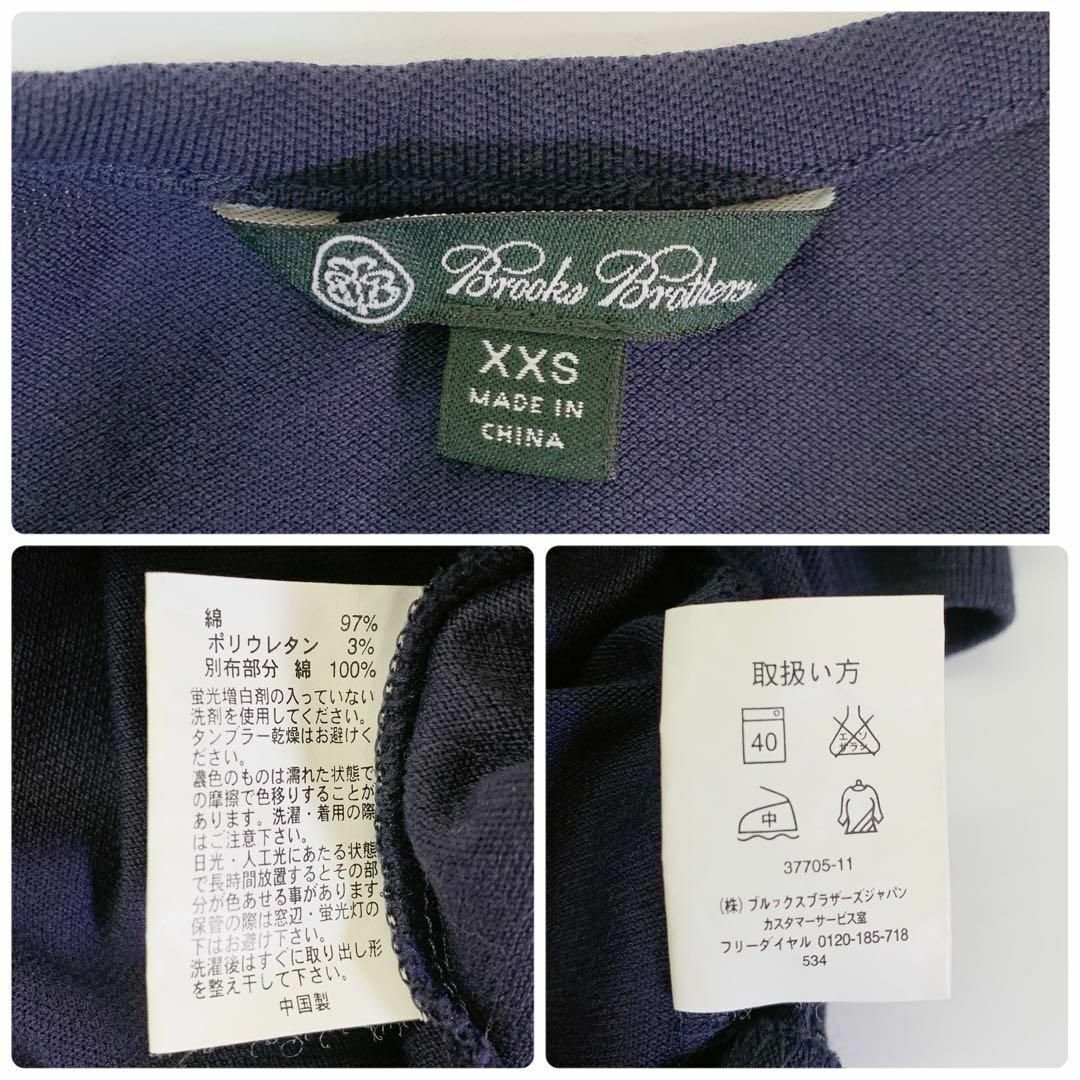 Brooks Brothers
XXS
MADE IN
CHINA
綿 97%
ポリウレタン 3%
別布部分 綿 100%
蛍光増白剤の入っていない
洗剤を使用してください。
タンブラー乾燥はお避けく
ださい。
濃色のものは濡れた状態で
の摩擦で色移りすることが
あります。洗濯・着用の際
はご注意下さい。
日光・人工光にあたる状態
で長時間放置するとその部
分が色あせる事があります。
保管の際は窓辺・蛍光灯の
下はお避け下さい。
洗濯後はすぐに取り出し形
を整え干して下さい。
中国製
取扱い方
40
エンソ
サラシ
中
37705-11
(株) ブルックスブラザーズジャパン
カスタマーサービス室
フリーダイヤル 0120-185-718
534